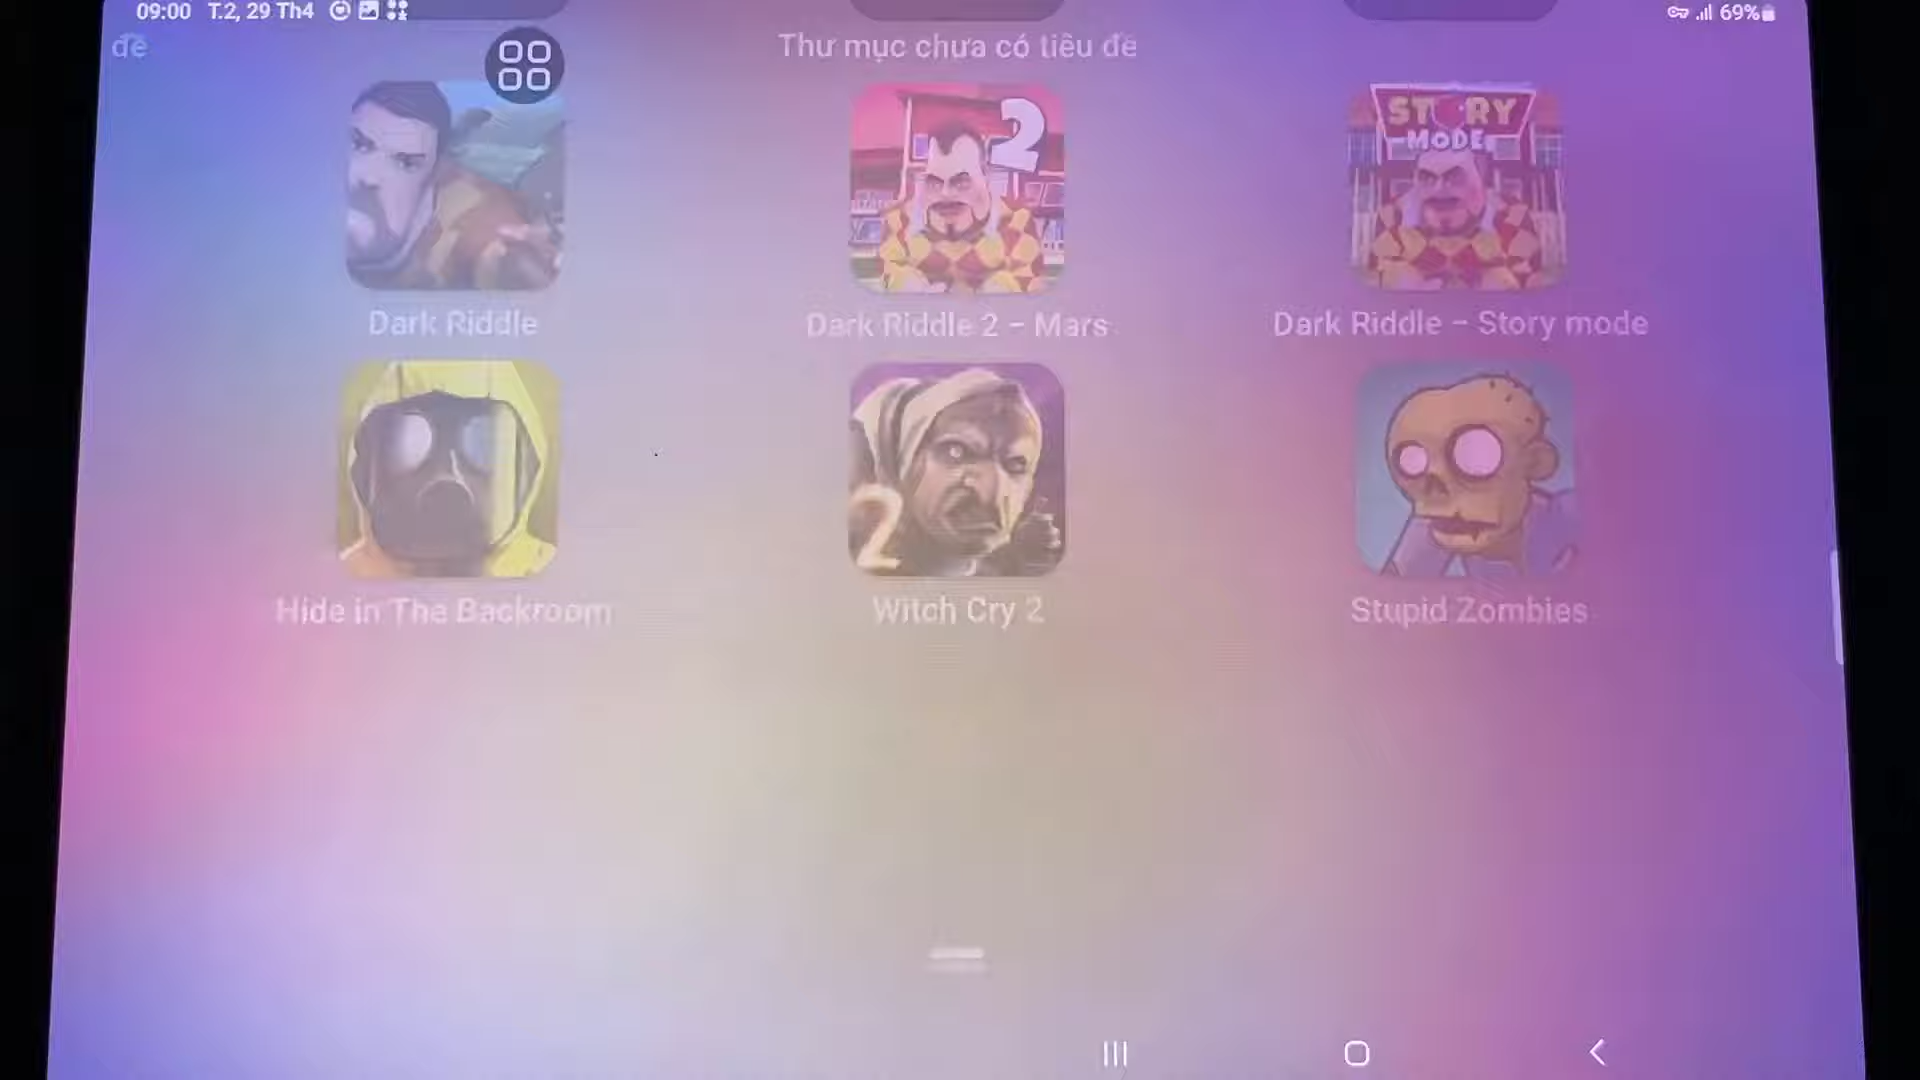 09:00 T.2, 29 Th4
69%
đề
Thư mục chưa có tiêu đề
2
STORY
MODE
Dark Riddle
Dark Riddle 2 – Mars
Dark Riddle – Story mode
2
Hide in The Backroom
Witch Cry 2
Stupid Zombies